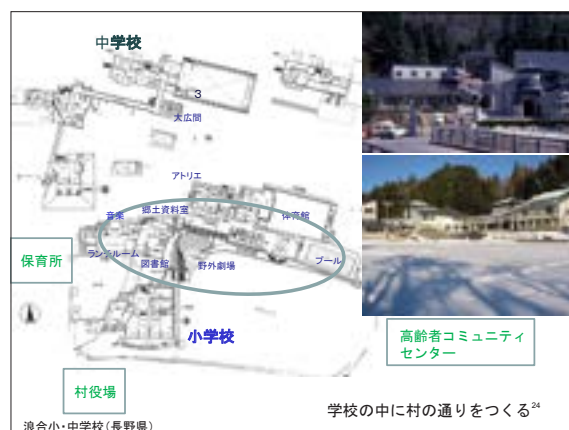 中学校
3
大広間
アトリエ
郷土資料室
音楽
体育館
保育所
ランチルーム
図書館
野外劇場
プール
小学校
高齢者コミュニティ
センター
村役場
学校の中に村の通りをつくる24
浪合小・中学校(長野県)